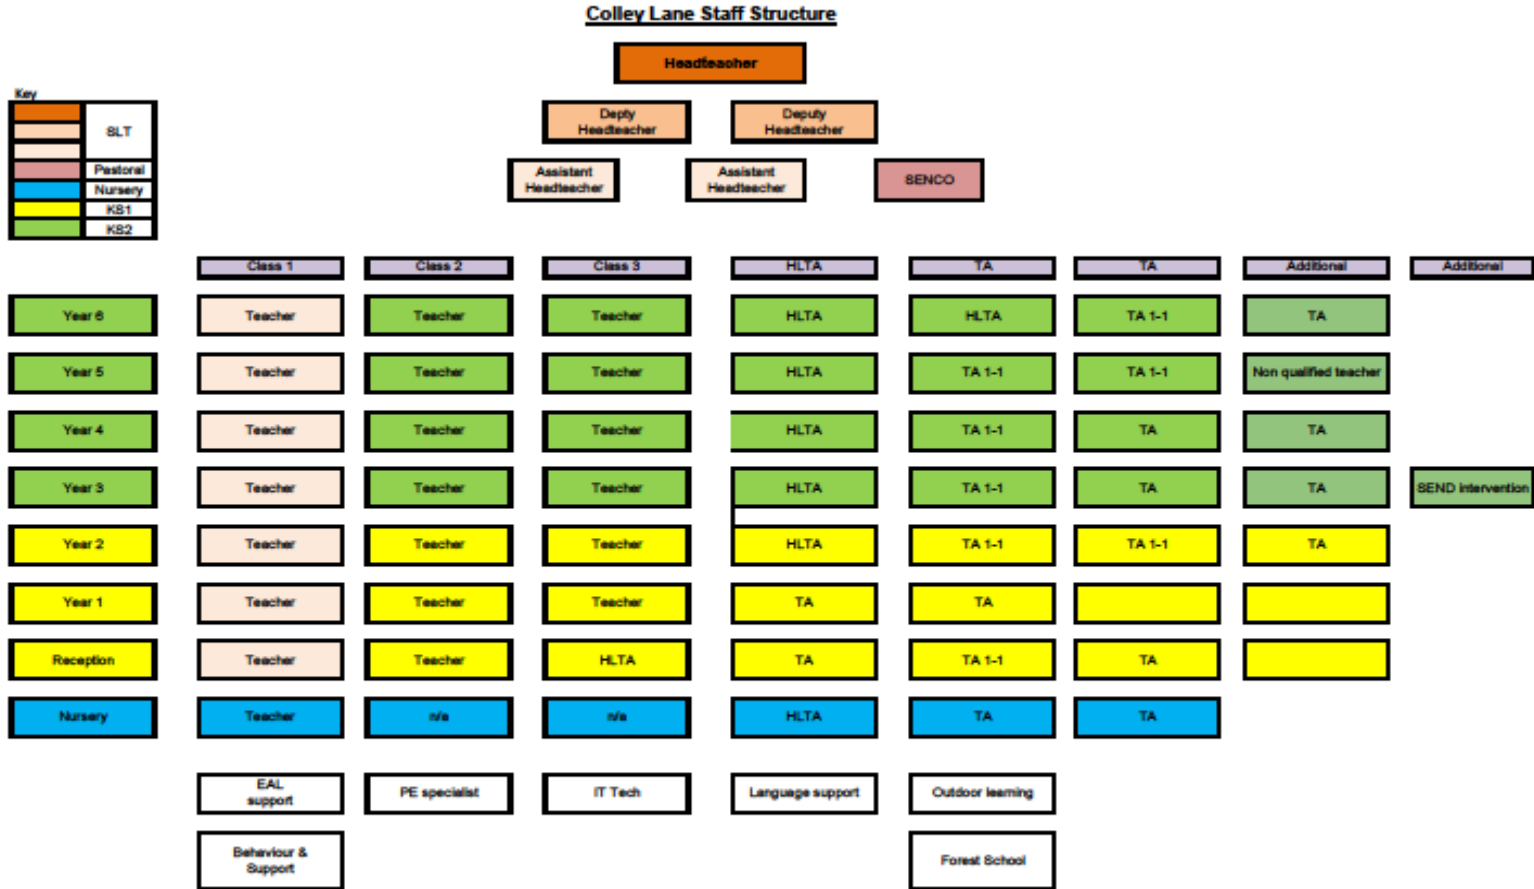 Colley Lane Staff Structure
Headteacher
Key
SLT
Pastoral
Nursery
KS1
KS2
Depty
Headteacher
Deputy
Headteacher
Assistant
Headteacher
Assistant
Headteacher
SENCO
Class 1 Class 2 Class 3 HLTA TA TA Additional Additional
Year 6 Teacher Teacher Teacher HLTA HLTA TA 1-1 TA
Year 5 Teacher Teacher Teacher HLTA TA 1-1 TA 1-1 Non qualified teacher
Year 4 Teacher Teacher Teacher HLTA TA 1-1 TA TA
Year 3 Teacher Teacher Teacher HLTA TA 1-1 TA TA SEND intervention
Year 2 Teacher Teacher Teacher HLTA TA 1-1 TA 1-1 TA
Year 1 Teacher Teacher Teacher TA TA
Reception Teacher Teacher HLTA TA TA 1-1 TA
Nursery Teacher n/a n/a HLTA TA TA
EAL
support
PE specialist
IT Tech
Language support
Outdoor learning
Behaviour &
Support
Forest School